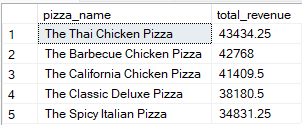 pizza_name total_revenue
1 The Thai Chicken Pizza 43434.25
2 The Barbecue Chicken Pizza 42768
3 The California Chicken Pizza 41409.5
4 The Classic Deluxe Pizza 38180.5
5 The Spicy Italian Pizza 34831.25